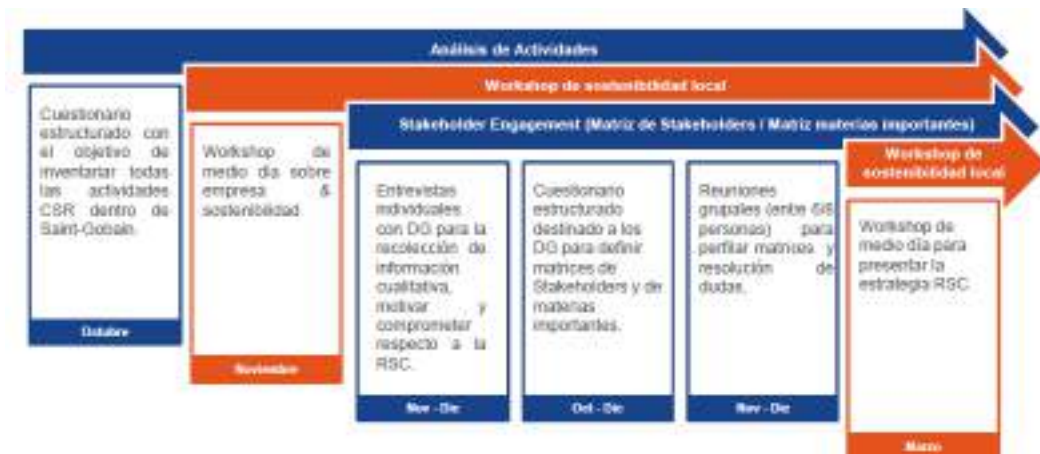 Análisis de Actividades
Workshop de sostenibilidad local
Stakeholder Engagement (Matriz de Stakeholders / Matriz materias importantes)
Workshop de
sostenibilidad local
Cuestionario
estructurado con
el objetivo de
inventariar todas
las actividades
CSR dentro de
Saint-Gobain.
Octubre
Workshop de
medio día sobre
empresa &
sostenibilidad
Noviembre
Entrevistas
individuales
con DG para la
recolección de
información
cualitativa,
motivar y
comprometer
respecto a la
RSC.
Nov - Dic
Cuestionario
estructurado
destinado a los
DG para definir
matrices de
Stakeholders y de
materias
importantes.
Oct - Dic
Reuniones
grupales (entre 6/8
personas) para
perfilar matrices y
resolución de
dudas.
Nov - Dic
Workshop de
medio día para
presentar la
estrategia RSC
Marzo